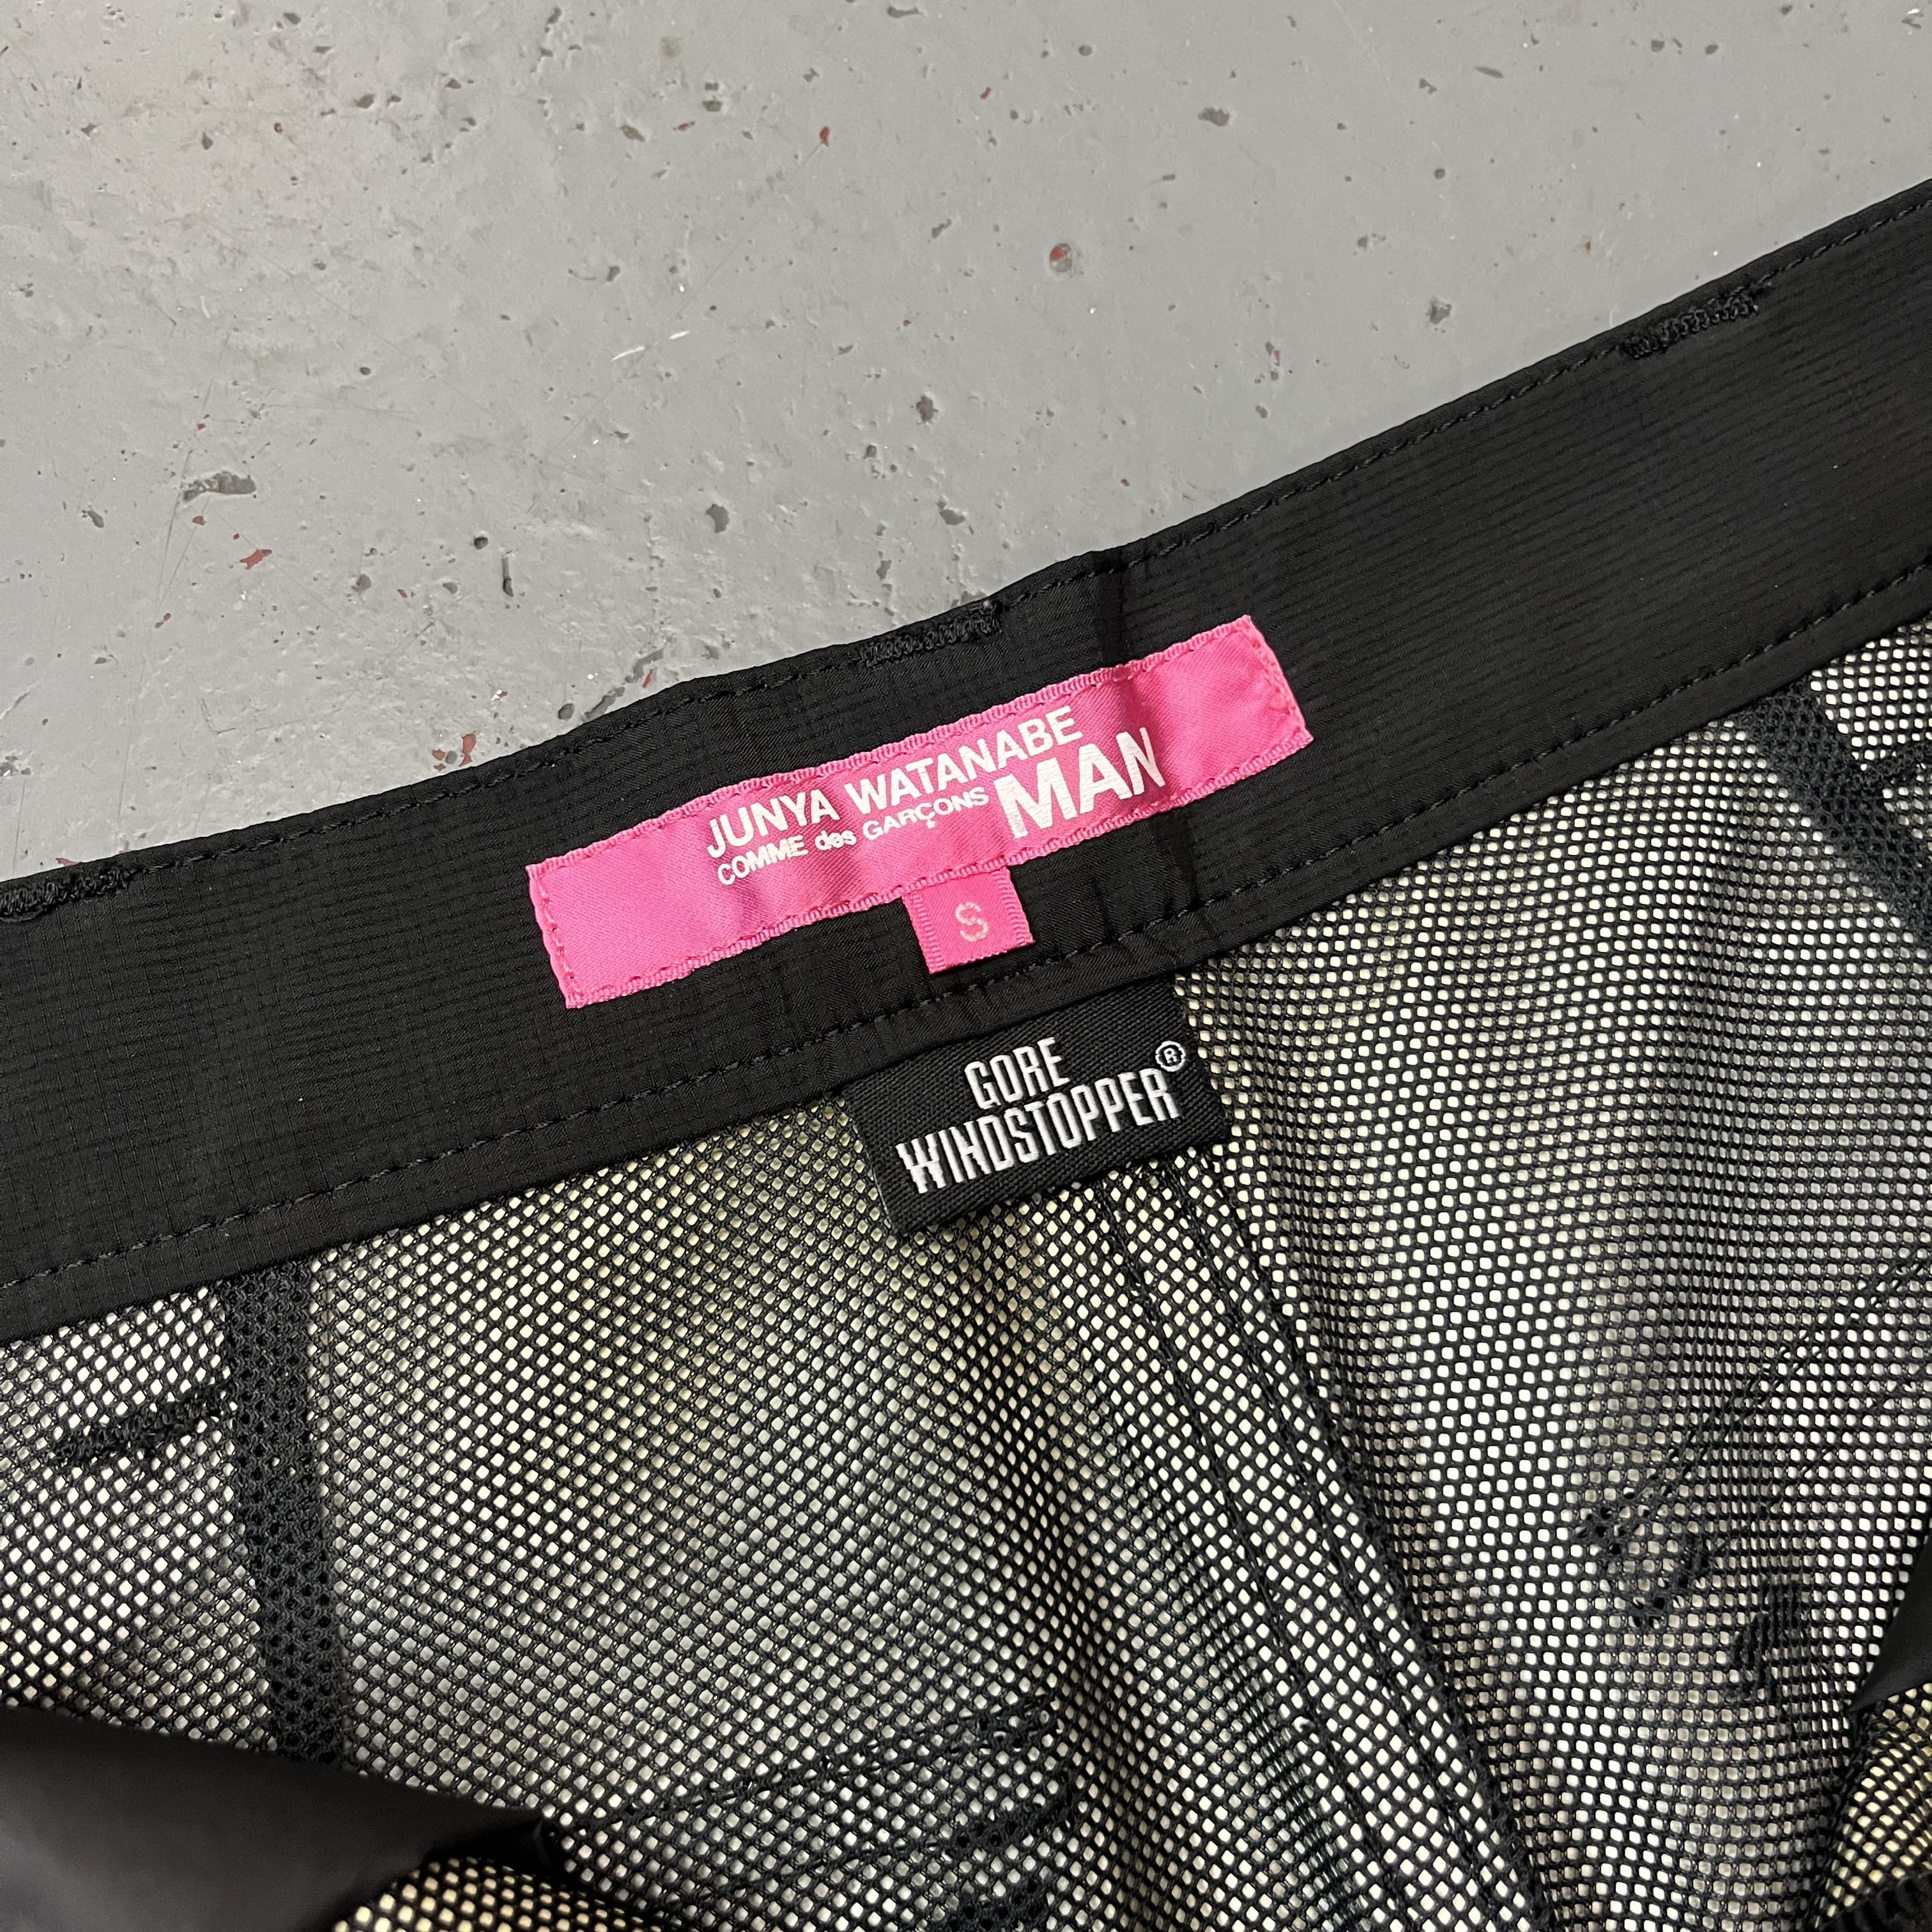 JUNYA WATANABE
COMME des GARÇONS MAN
S
GORE
WINDSTOPPER®